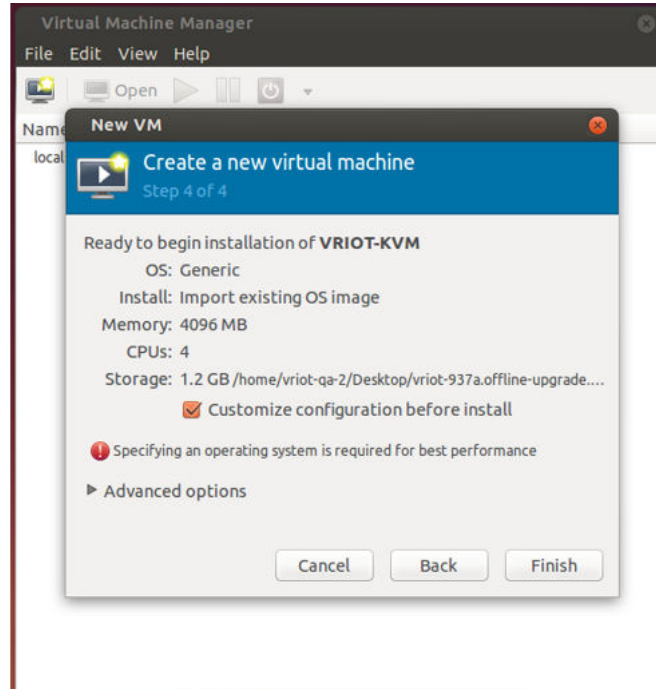 Virtual Machine Manager
File Edit View Help
Open
Name
New VM
local
Create a new virtual machine
Step 4 of 4
Ready to begin installation of VRIOT-KVM
OS: Generic
Install: Import existing OS image
Memory: 4096 MB
CPUs: 4
Storage: 1.2 GB /home/vriot-qa-2/Desktop/vriot-937a.offline-upgrade....
Customize configuration before install
Specifying an operating system is required for best performance
Advanced options
Cancel Back Finish